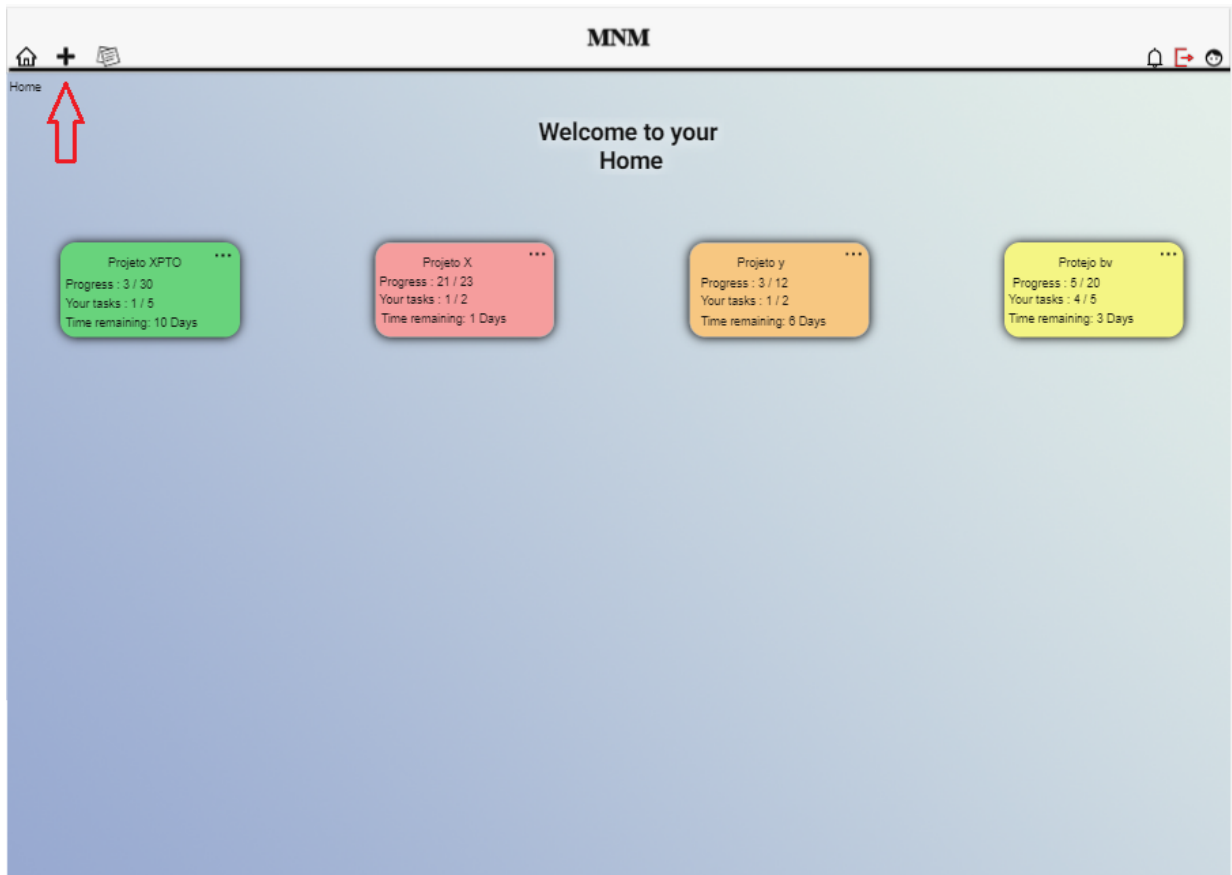 MNM
Home
Welcome to your
Home
Projeto XPTO
Progress : 3 / 30
Your tasks : 1 / 5
Time remaining: 10 Days
Projeto X
Progress : 21 / 23
Your tasks : 1 / 2
Time remaining: 1 Days
Projeto y
Progress : 3 / 12
Your tasks : 1 / 2
Time remaining: 6 Days
Protejo bv
Progress : 5 / 20
Your tasks : 4 / 5
Time remaining: 3 Days